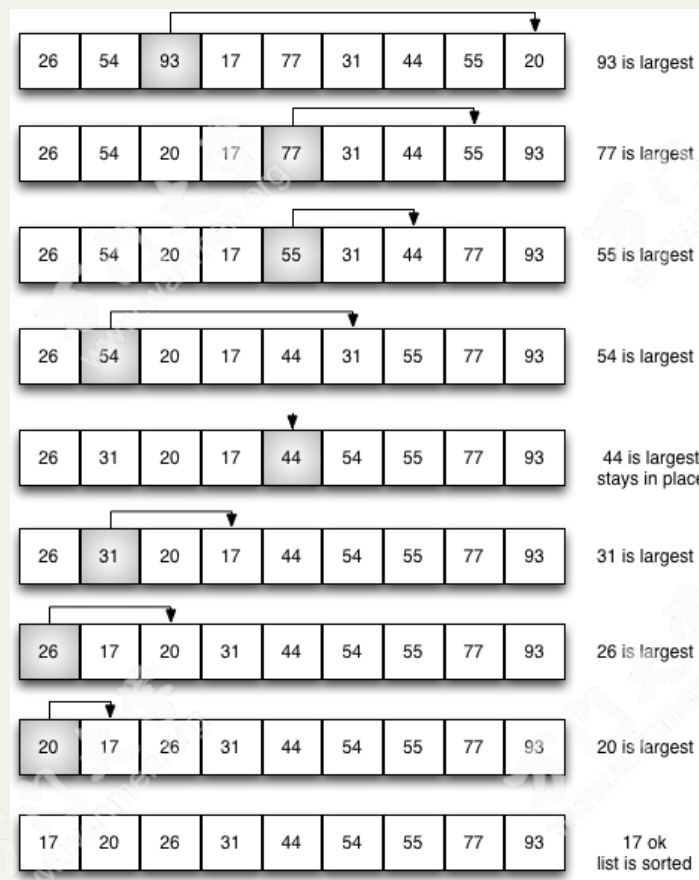 26 54 93 17 77 31 44 55 20 93 is largest
26 54 20 17 77 31 44 55 93 77 is largest
26 54 20 17 55 31 44 77 93 55 is largest
26 54 20 17 44 31 55 77 93 54 is largest
26 31 20 17 44 54 55 77 93 44 is largest
stays in place
26 31 20 17 44 54 55 77 93 31 is largest
26 17 20 31 44 54 55 77 93 26 is largest
20 17 26 31 44 54 55 77 93 20 is largest
17 20 26 31 44 54 55 77 93 17 ok
list is sorted
www.wanmen.org